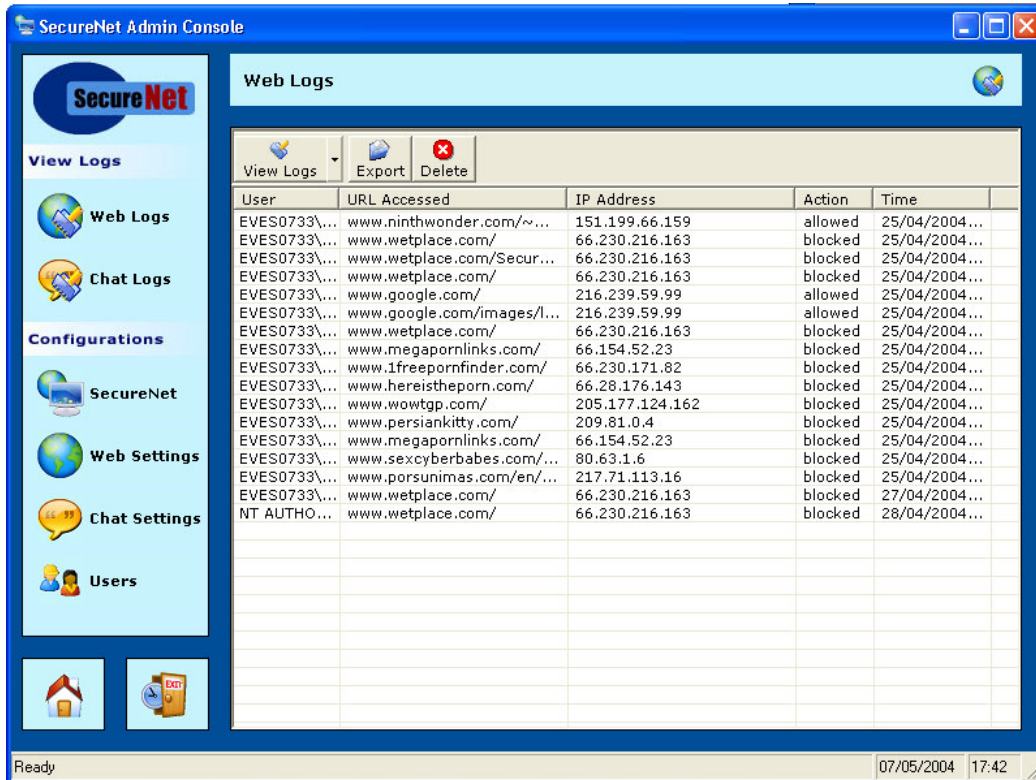 SecureNet Admin Console
SecureNet
View Logs
Web Logs
Chat Logs
Configurations
SecureNet
Web Settings
Chat Settings
Users
EXIT
Web Logs
View Logs Export Delete
User URL Accessed IP Address Action Time
EVES0733\... www.ninthwonder.com/~... 151.199.66.159 allowed 25/04/2004...
EVES0733\... www.wetplace.com/ 66.230.216.163 blocked 25/04/2004...
EVES0733\... www.wetplace.com/Secur... 66.230.216.163 blocked 25/04/2004...
EVES0733\... www.wetplace.com/ 66.230.216.163 blocked 25/04/2004...
EVES0733\... www.google.com/ 216.239.59.99 allowed 25/04/2004...
EVES0733\... www.google.com/images/l... 216.239.59.99 allowed 25/04/2004...
EVES0733\... www.wetplace.com/ 66.230.216.163 blocked 25/04/2004...
EVES0733\... www.megapornlinks.com/ 66.154.52.23 blocked 25/04/2004...
EVES0733\... www.1freepornfinder.com/ 66.230.171.82 blocked 25/04/2004...
EVES0733\... www.hereistheporn.com/ 66.28.176.143 blocked 25/04/2004...
EVES0733\... www.wowtgp.com/ 205.177.124.162 blocked 25/04/2004...
EVES0733\... www.persiankitty.com/ 209.81.0.4 blocked 25/04/2004...
EVES0733\... www.megapornlinks.com/ 66.154.52.23 blocked 25/04/2004...
EVES0733\... www.sexcyberbabes.com/... 80.63.1.6 blocked 25/04/2004...
EVES0733\... www.porsunimas.com/en/... 217.71.113.16 blocked 25/04/2004...
EVES0733\... www.wetplace.com/ 66.230.216.163 blocked 27/04/2004...
NT AUTHO... www.wetplace.com/ 66.230.216.163 blocked 28/04/2004...
Ready 07/05/2004 17:42